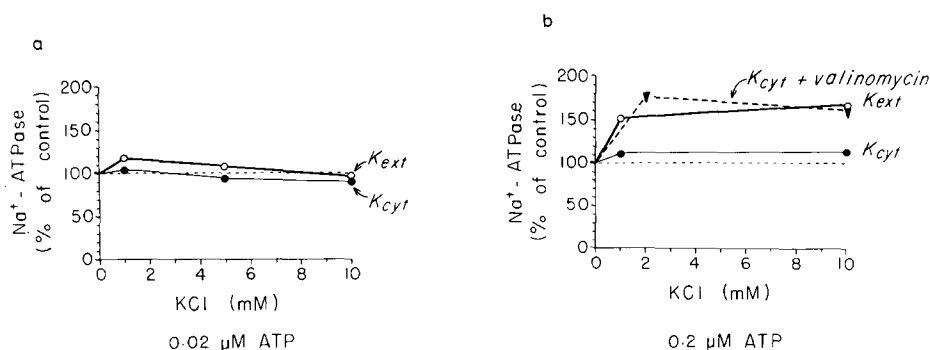 a
Na⁺- ATPase
(% of control)
200
150
100
50
0
0 2 4 6 8 10
Kext
Kcyt
KCl (mM)
0·02 µM ATP
b
Na⁺- ATPase
(% of control)
200
150
100
50
0
0 2 4 6 8 10
Kcyt + valinomycin
Kext
Kcyt
KCl (mM)
0·2 µM ATP